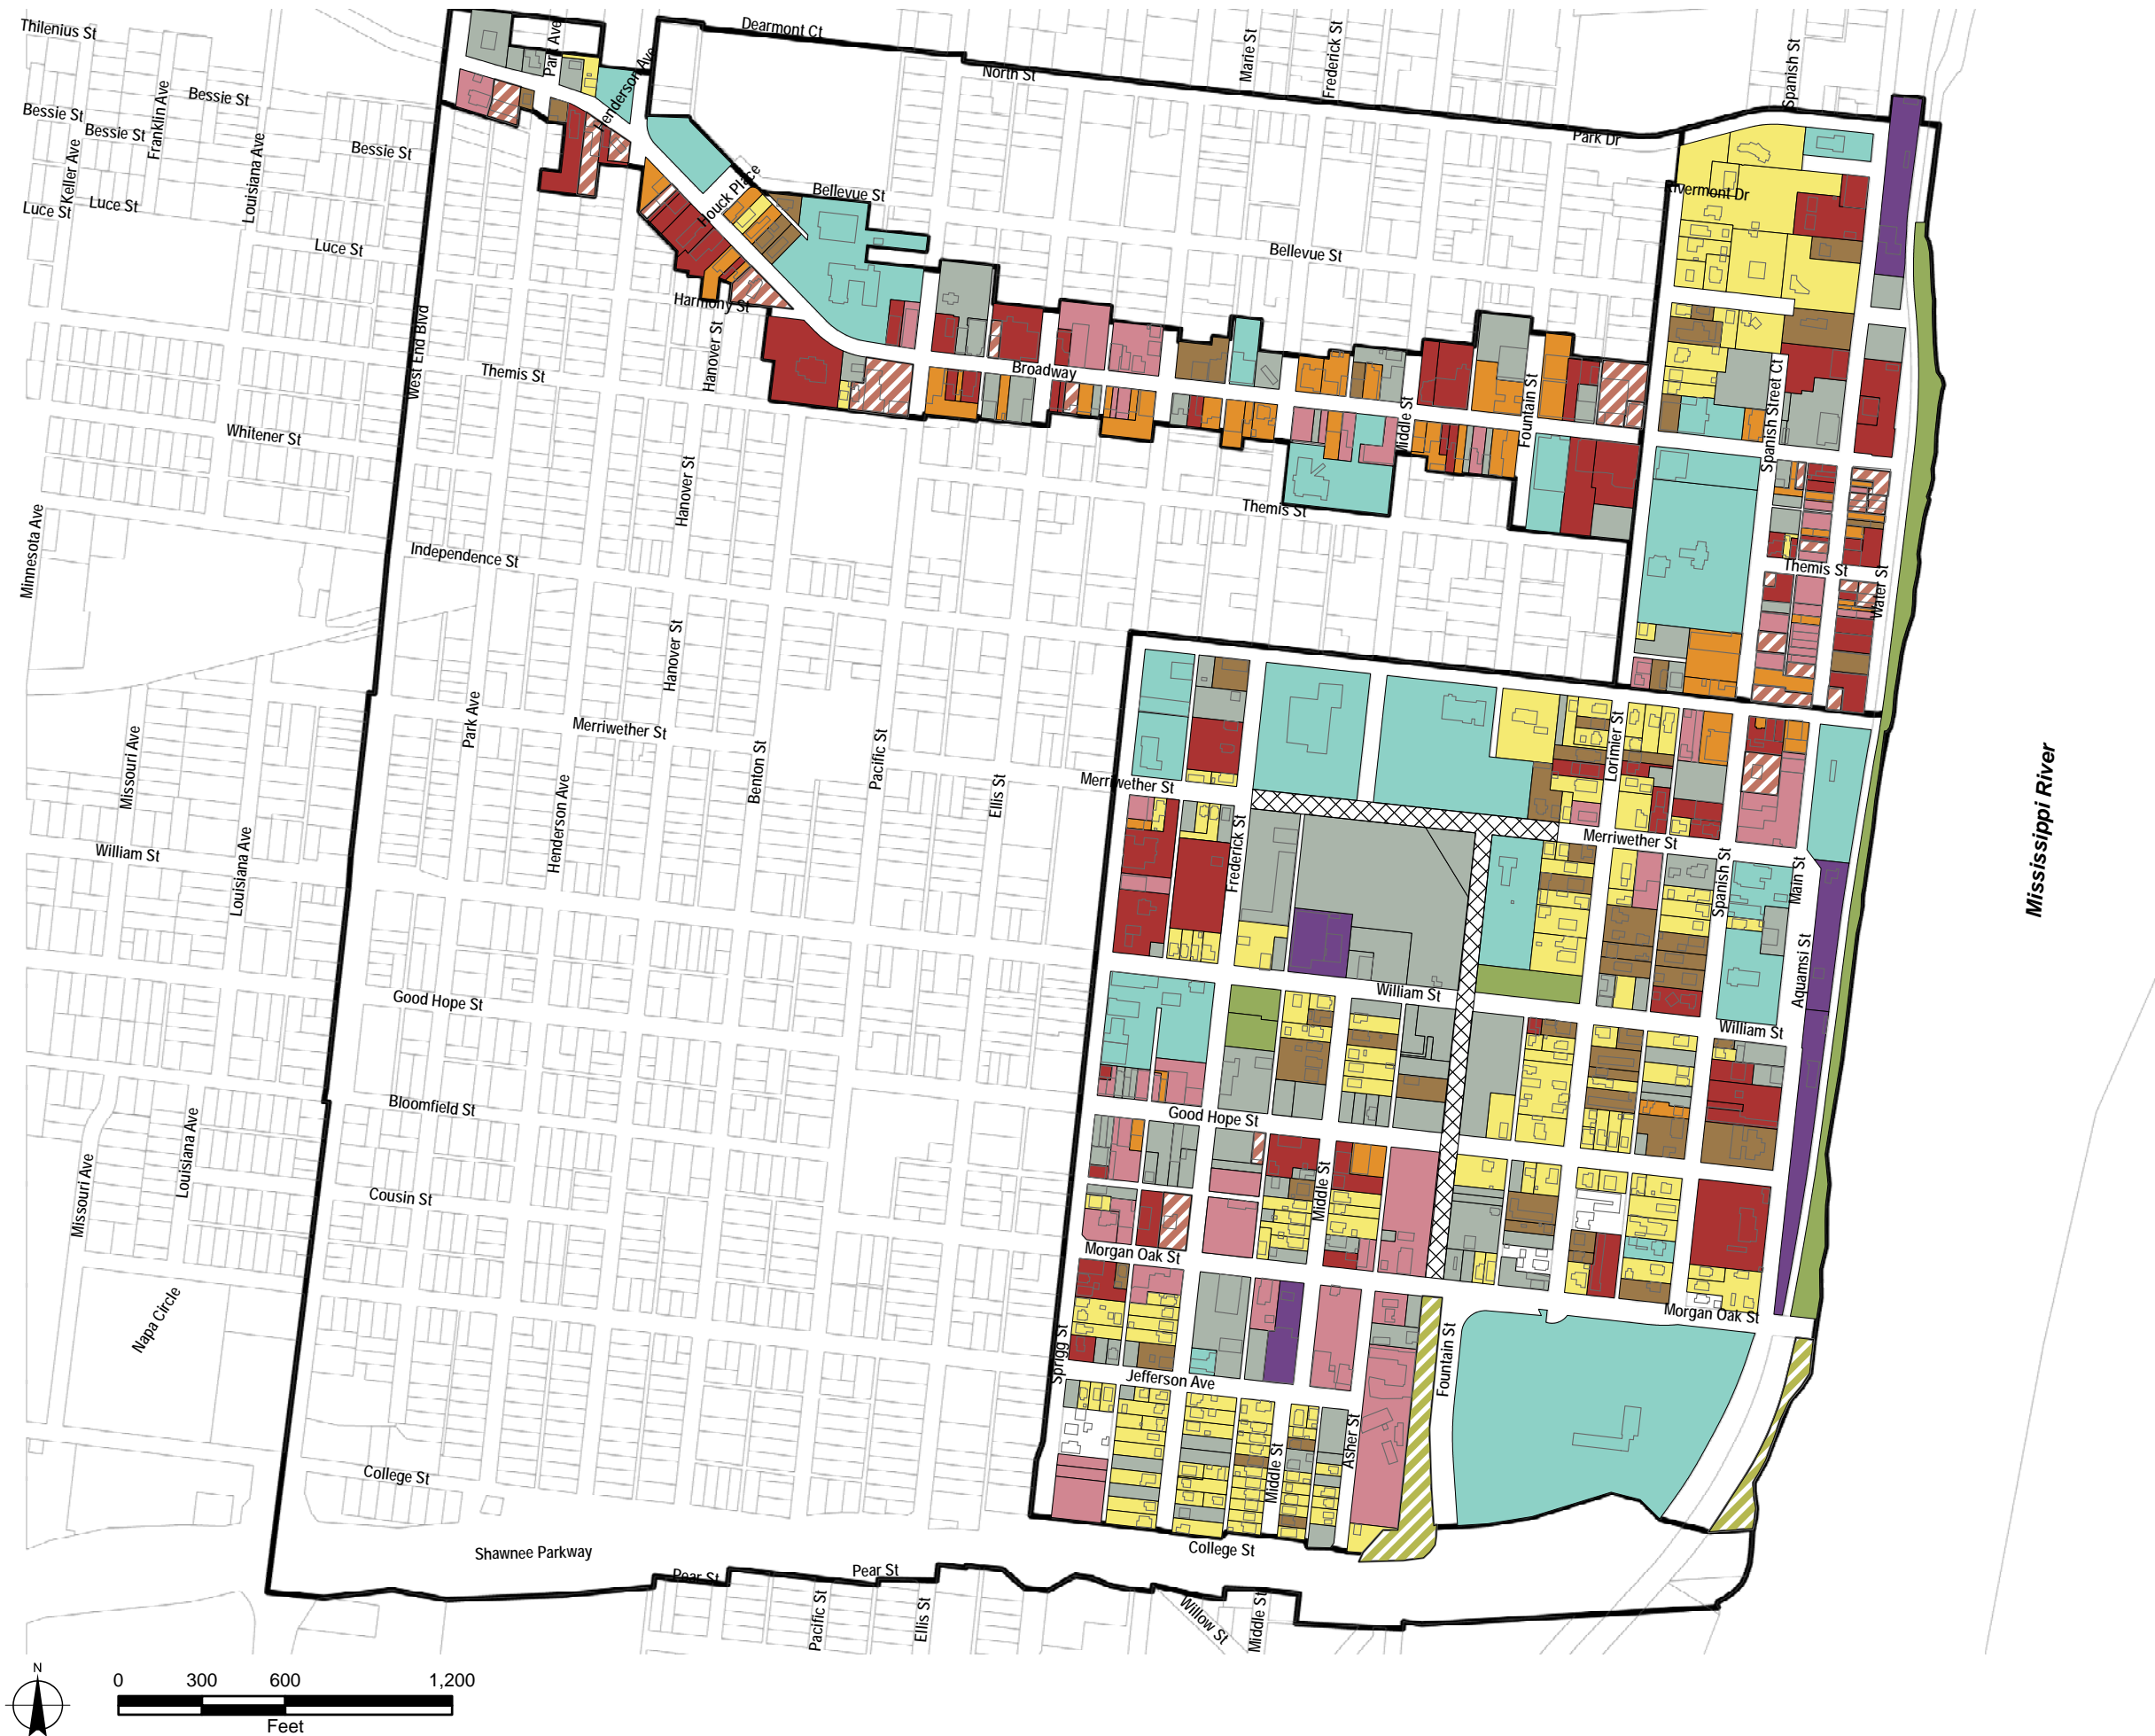 Thilenius St
Park Ave
Dearmont Ct
Marie St
Frederick St
Spanish St
North St
Henderson Ave
Bessie St
Franklin Ave
Bessie St
Bessie St
Bessie St
Park Dr
Keller Ave
Louisiana Ave
Luce St
Luce St
Houck Place
Bellevue St
Rivermont Dr
Luce St
Bellevue St
Harmony St
West End Blvd
Hanover St
Themis St
Broadway
Middle St
Fountain St
Spanish Street Ct
Whitener St
Hanover St
Themis St
Minnesota Ave
Independence St
Themis St
Water St
Hanover St
Park Ave
Merriwether St
Missouri Ave
Henderson Ave
Benton St
Pacific St
Ellis St
Merriwether St
Lorimier St
Merriwether St
Mississippi River
William St
Louisiana Ave
Frederick St
Spanish St
Main St
Aquamsi St
William St
William St
Good Hope St
Bloomfield St
Good Hope St
Missouri Ave
Louisiana Ave
Cousin St
Middle St
Morgan Oak St
Morgan Oak St
Napa Circle
Sprigg St
Jefferson Ave
Fountain St
Asher St
Middle St
College St
College St
Shawnee Parkway
Pear St
Pear St
Pacific St
Ellis St
Willow St
Middle St
N
0 300 600 1,200
Feet